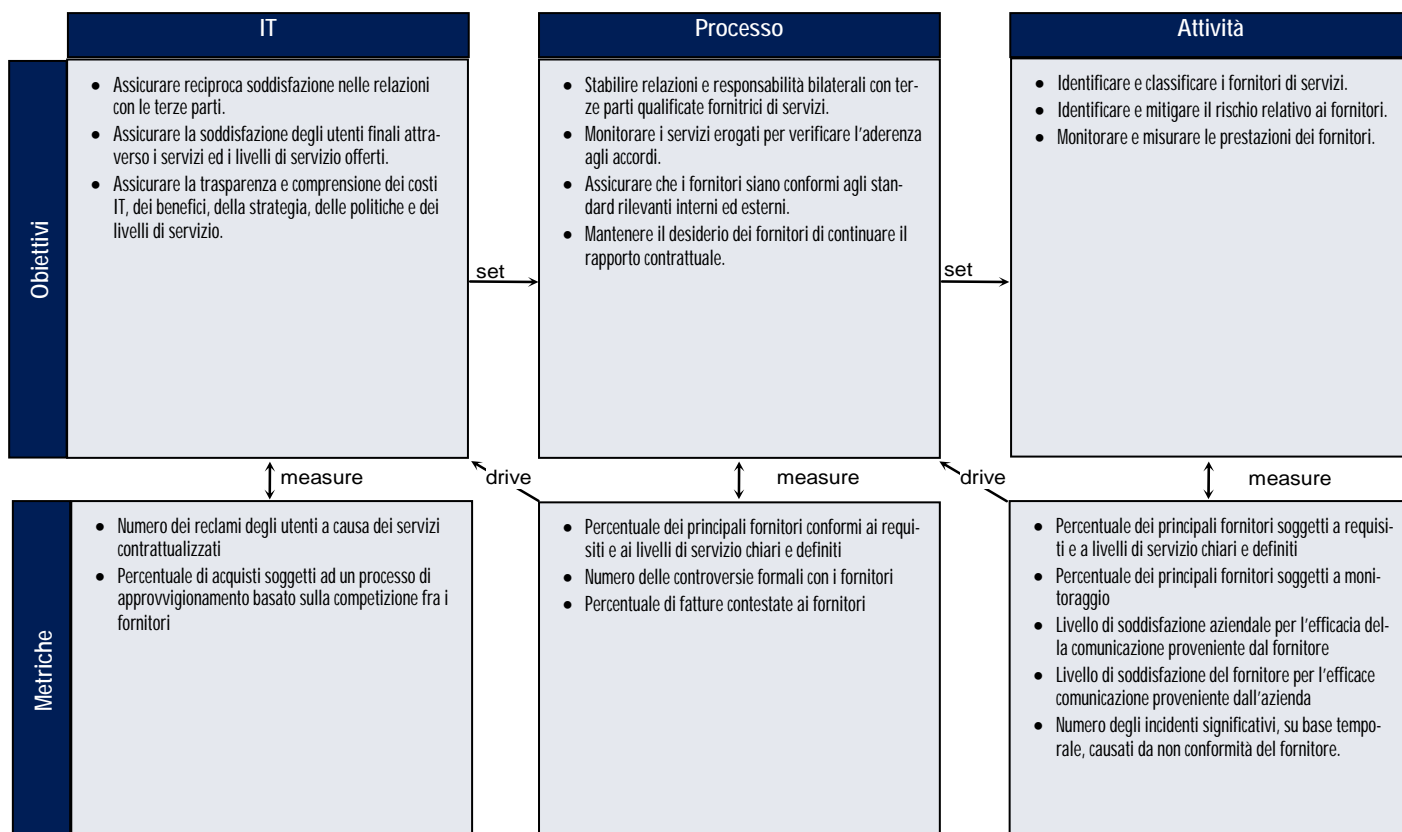 IT
Processo
Attività
Obiettivi
• Assicurare reciproca soddisfazione nelle relazioni
con le terze parti.
• Assicurare la soddisfazione degli utenti finali attra-
verso i servizi ed i livelli di servizio offerti.
• Assicurare la trasparenza e comprensione dei costi
IT, dei benefici, della strategia, delle politiche e dei
livelli di servizio.
set
• Stabilire relazioni e responsabilità bilaterali con ter-
ze parti qualificate fornitrici di servizi.
• Monitorare i servizi erogati per verificare l'aderenza
agli accordi.
• Assicurare che i fornitori siano conformi agli stan-
dard rilevanti interni ed esterni.
• Mantenere il desiderio dei fornitori di continuare il
rapporto contrattuale.
set
• Identificare e classificare i fornitori di servizi.
• Identificare e mitigare il rischio relativo ai fornitori.
• Monitorare e misurare le prestazioni dei fornitori.
measure
drive
measure
drive
measure
Metriche
• Numero dei reclami degli utenti a causa dei servizi
contrattualizzati
• Percentuale di acquisti soggetti ad un processo di
approvvigionamento basato sulla competizione fra i
fornitori
• Percentuale dei principali fornitori conformi ai requi-
siti e ai livelli di servizio chiari e definiti
• Numero delle controversie formali con i fornitori
• Percentuale di fatture contestate ai fornitori
• Percentuale dei principali fornitori soggetti a requisi-
ti e a livelli di servizio chiari e definiti
• Percentuale dei principali fornitori soggetti a moni-
toraggio
• Livello di soddisfazione aziendale per l'efficacia del-
la comunicazione proveniente dal fornitore
• Livello di soddisfazione del fornitore per l'efficace
comunicazione proveniente dall'azienda
• Numero degli incidenti significativi, su base tempo-
rale, causati da non conformità del fornitore.